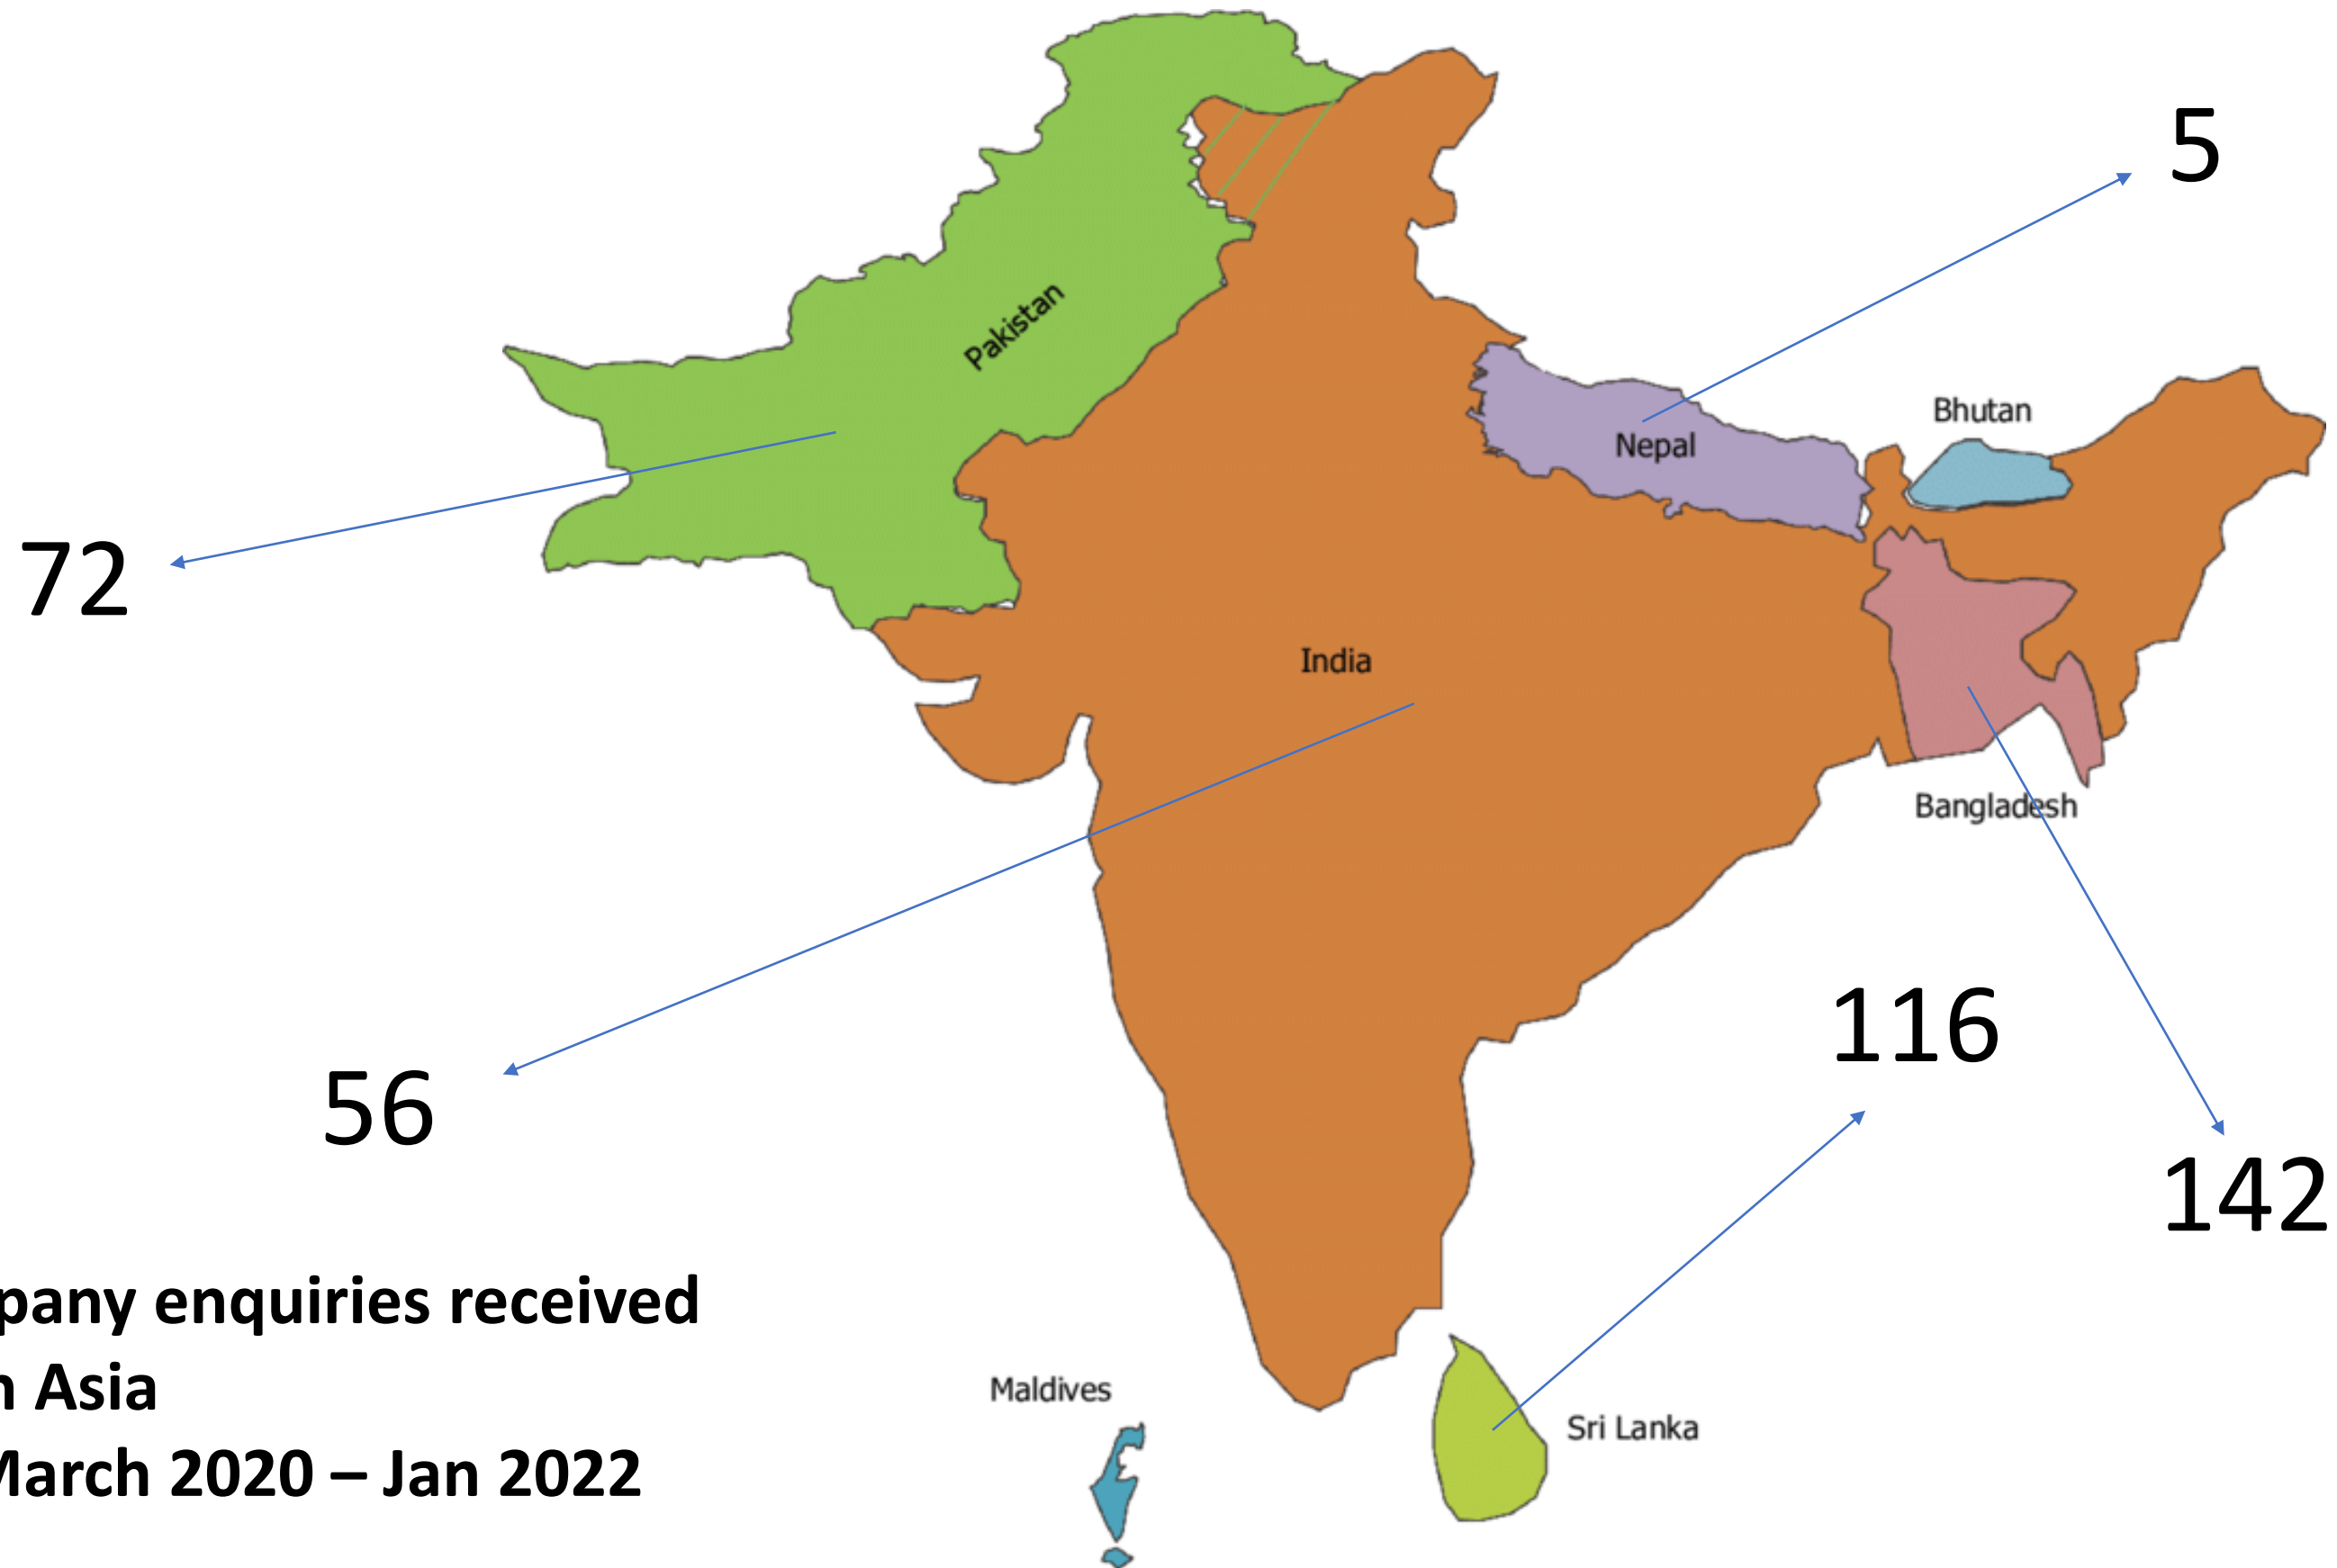 5
Pakistan
Bhutan
Nepal
72
India
Bangladesh
116
56
142
pany enquiries received
n Asia
March 2020 – Jan 2022
Maldives
Sri Lanka